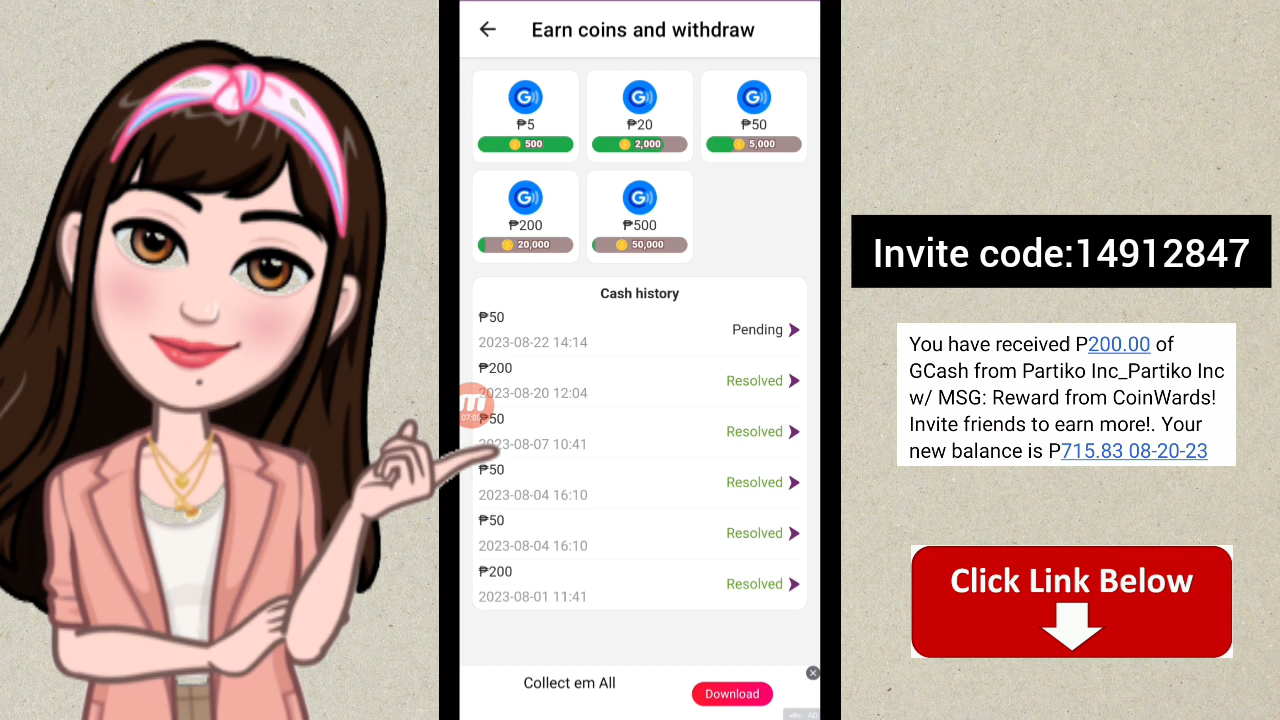 Earn coins and withdraw
₱5
₱20
₱50
500
2,000
5,000
₱200
₱500
20,000
50,000
Cash history
₱50
Pending
2023-08-22 14:14
₱200
Resolved
2023-08-20 12:04
₱50
Resolved
2023-08-07 10:41
₱50
Resolved
2023-08-04 16:10
₱50
Resolved
2023-08-04 16:10
₱200
Resolved
2023-08-01 11:41
Collect em All
Download
AD
Invite code:14912847
You have received P200.00 of
GCash from Partiko Inc_Partiko Inc
w/ MSG: Reward from CoinWards!
Invite friends to earn more!. Your
new balance is P715.83 08-20-23
Click Link Below